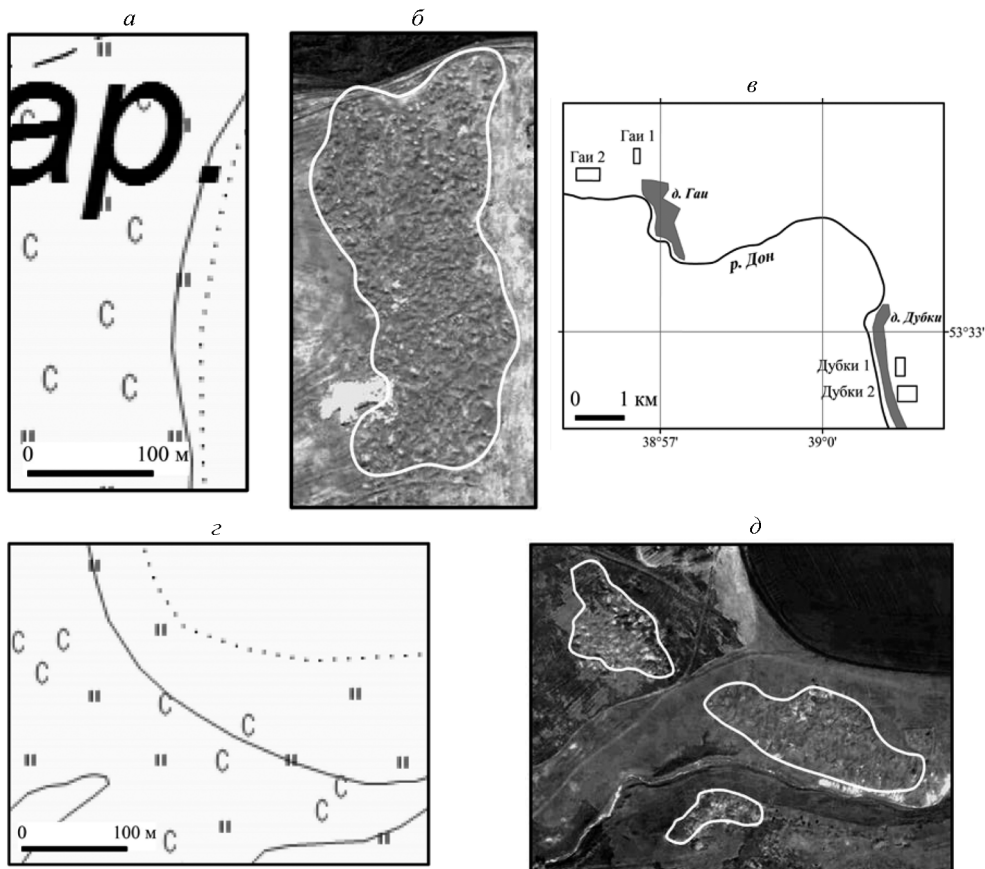 а
б
ар.
С
С
С
С
С
С
0 100 м
в
Гаи 1
Гаи 2
д. Гаи
р. Дон
д. Дубки
53°33'
Дубки 1
Дубки 2
0 1 км
38°57' 39°0'
г
С С
С
С
С
С
С
С
С
0 100 м
д